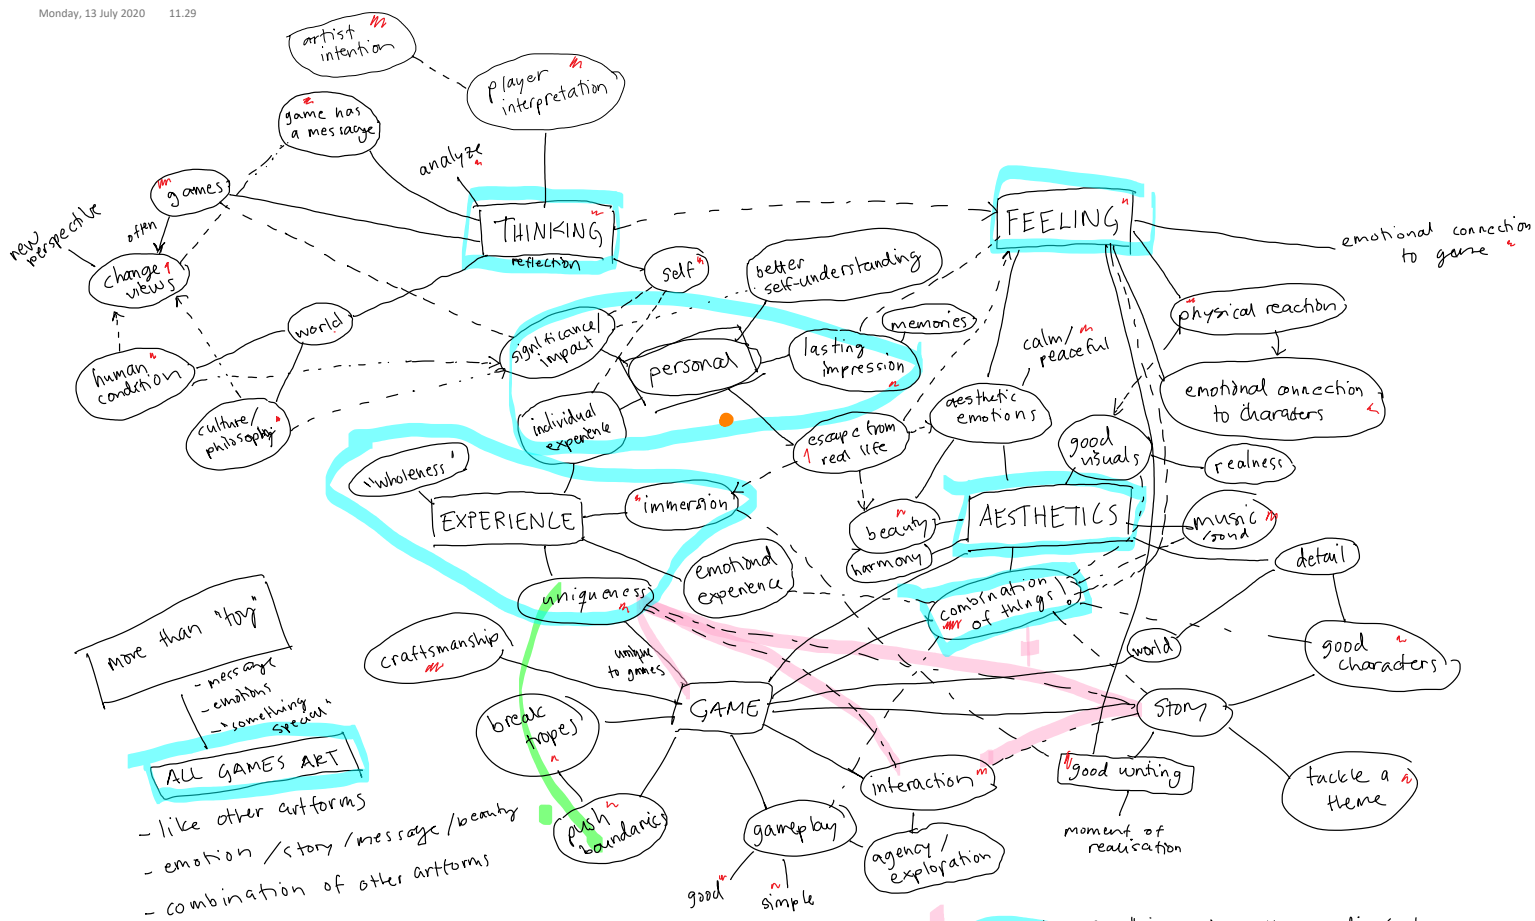 Monday, 13 July 2020 11.29
artist
intention
player
interpretation
game has
a message
analyze
games
often
new
perspective
change
views
THINKING
reflection
self
better
self-understanding
FEELING
emotional connection
to game
physical reaction
world
significance/
impact
personal
lasting
impression
memories
calm/
peaceful
human
condition
culture/
philosophy
individual
experience
escape from
real life
aesthetic
emotions
emotional connection
to characters
good
visuals
realness
"wholeness"
EXPERIENCE
immersion
beauty
harmony
AESTHETICS
music
/sound
detail
uniqueness
emotional
experience
combination
of things!
more than "toy"
- message
- emotions
- "something
special"
craftsmanship
unique
to games
world
good
characters
break
tropes
GAME
story
ALL GAMES ART
- like other artforms
- emotion /story /message /beauty
- combination of other artforms
push
boundaries
gameplay
good
simple
interaction
agency/
exploration
good writing
moment of
realisation
tackle a
theme